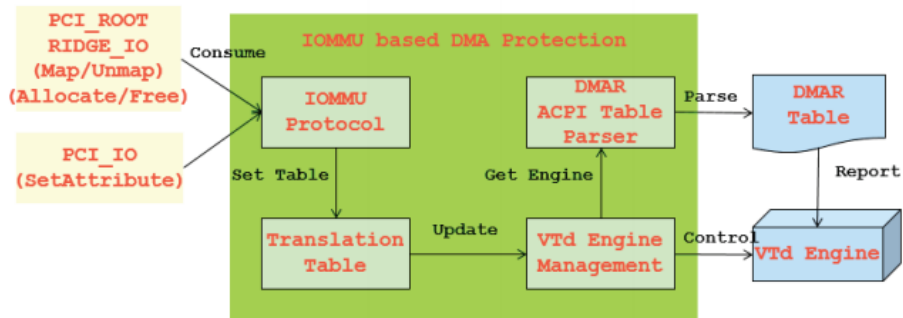 PCI_ROOT
RIDGE_IO
(Map/Unmap)
(Allocate/Free)
Consume
PCI_IO
(SetAttribute)
IOMMU based DMA Protection
IOMMU
Protocol
DMAR
ACPI Table
Parser
Parse
DMAR
Table
Set Table
Get Engine
Report
Translation
Table
Update
VTd Engine
Management
Control
VTd Engine